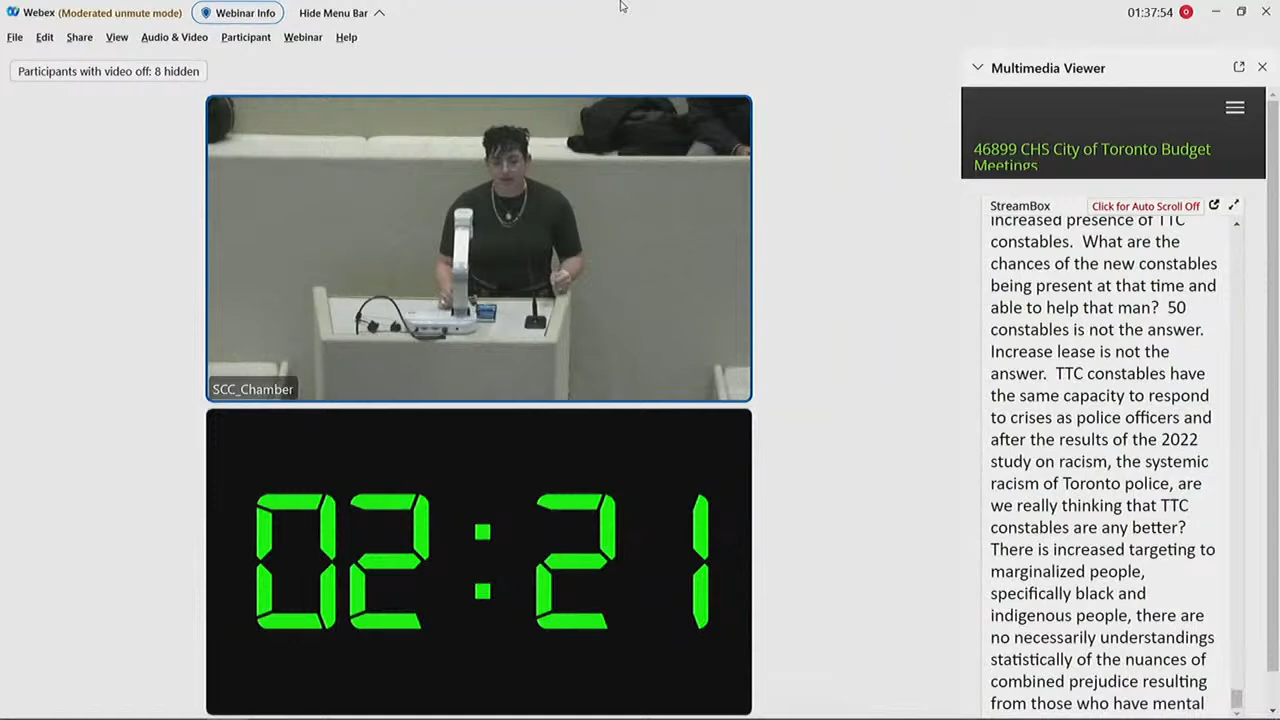 Webex (Moderated unmute mode) Webinar Info Hide Menu Bar 01:37:54
File Edit Share View Audio & Video Participant Webinar Help
Participants with video off: 8 hidden
SCC_Chamber
02:21
Multimedia Viewer
46899 CHS City of Toronto Budget
Meetings
StreamBox Click for Auto Scroll Off
increased presence of TTC
constables. What are the
chances of the new constables
being present at that time and
able to help that man? 50
constables is not the answer.
Increase lease is not the
answer. TTC constables have
the same capacity to respond
to crises as police officers and
after the results of the 2022
study on racism, the systemic
racism of Toronto police, are
we really thinking that TTC
constables are any better?
There is increased targeting to
marginalized people,
specifically black and
indigenous people, there are
no necessarily understandings
statistically of the nuances of
combined prejudice resulting
from those who have mental